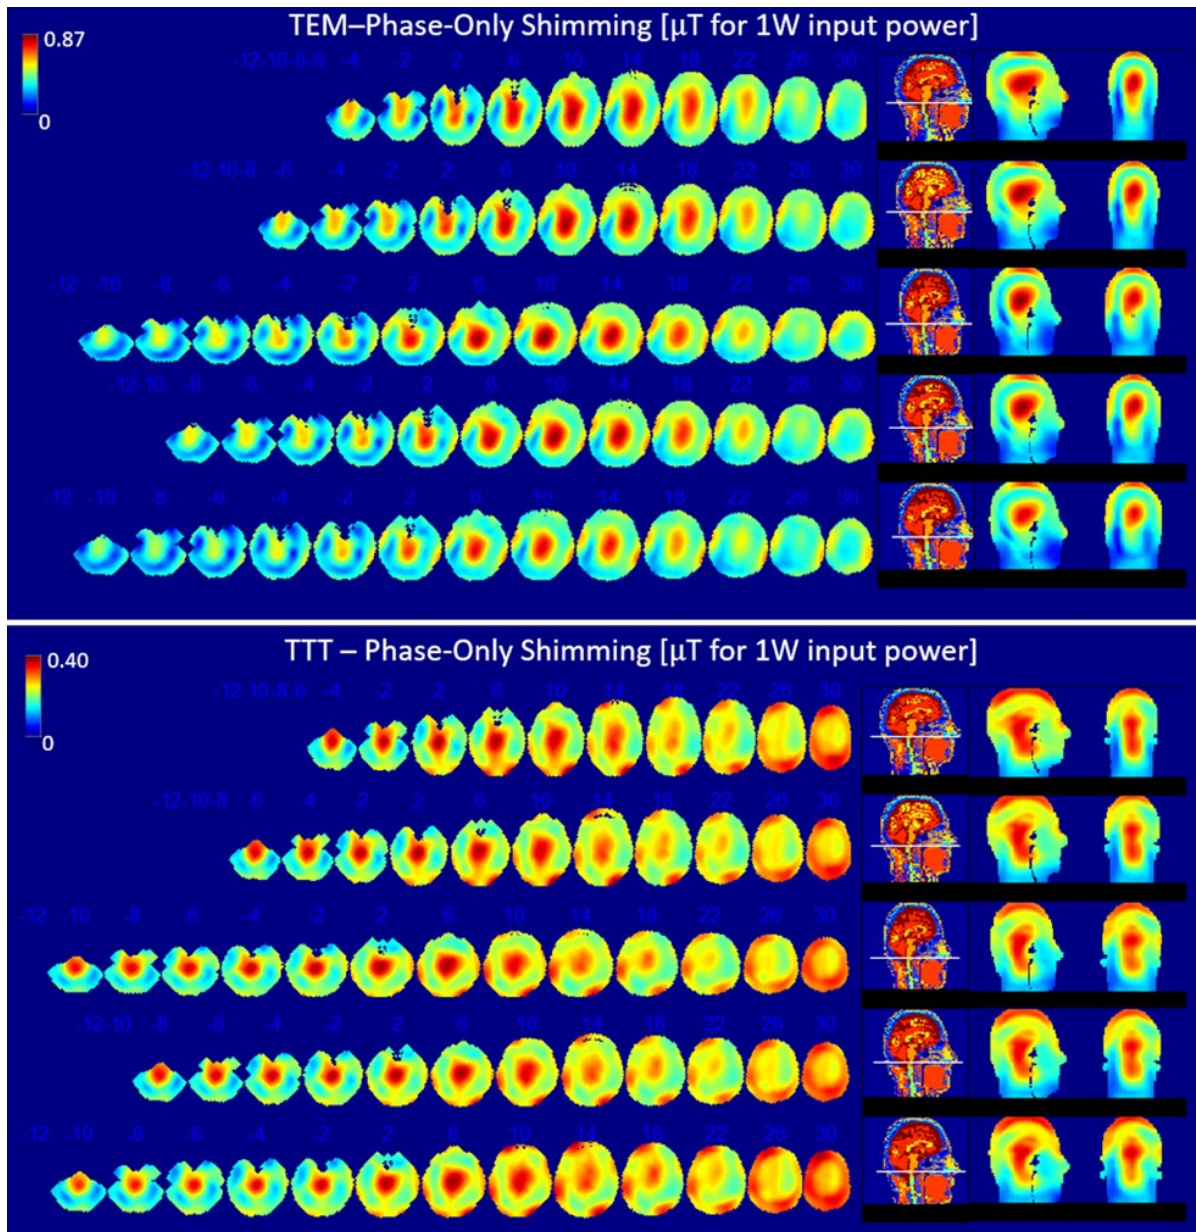 TEM–Phase-Only Shimming [µT for 1W input power]
0.87
0
-12-10-8-6 -4 -2 2 6 10 14 18 22 26 30
-12-10-8 -6 -4 -2 2 6 10 14 18 22 26 30
-12 -10 -8 -6 -4 -2 2 6 10 14 18 22 26 30
-12-10 -8 -6 -4 -2 2 6 10 14 18 22 26 30
-12 -10 -8 -6 -4 -2 2 6 10 14 18 22 26 30
TTT – Phase-Only Shimming [µT for 1W input power]
0.40
0
-12-10-8-6 -4 -2 2 6 10 14 18 22 26 30
-12-10-8 -6 -4 -2 2 6 10 14 18 22 26 30
-12 -10 -8 -6 -4 -2 2 6 10 14 18 22 26 30
-12-10 -8 -6 -4 -2 2 6 10 14 18 22 26 30
-12 -10 -8 -6 -4 -2 2 6 10 14 18 22 26 30